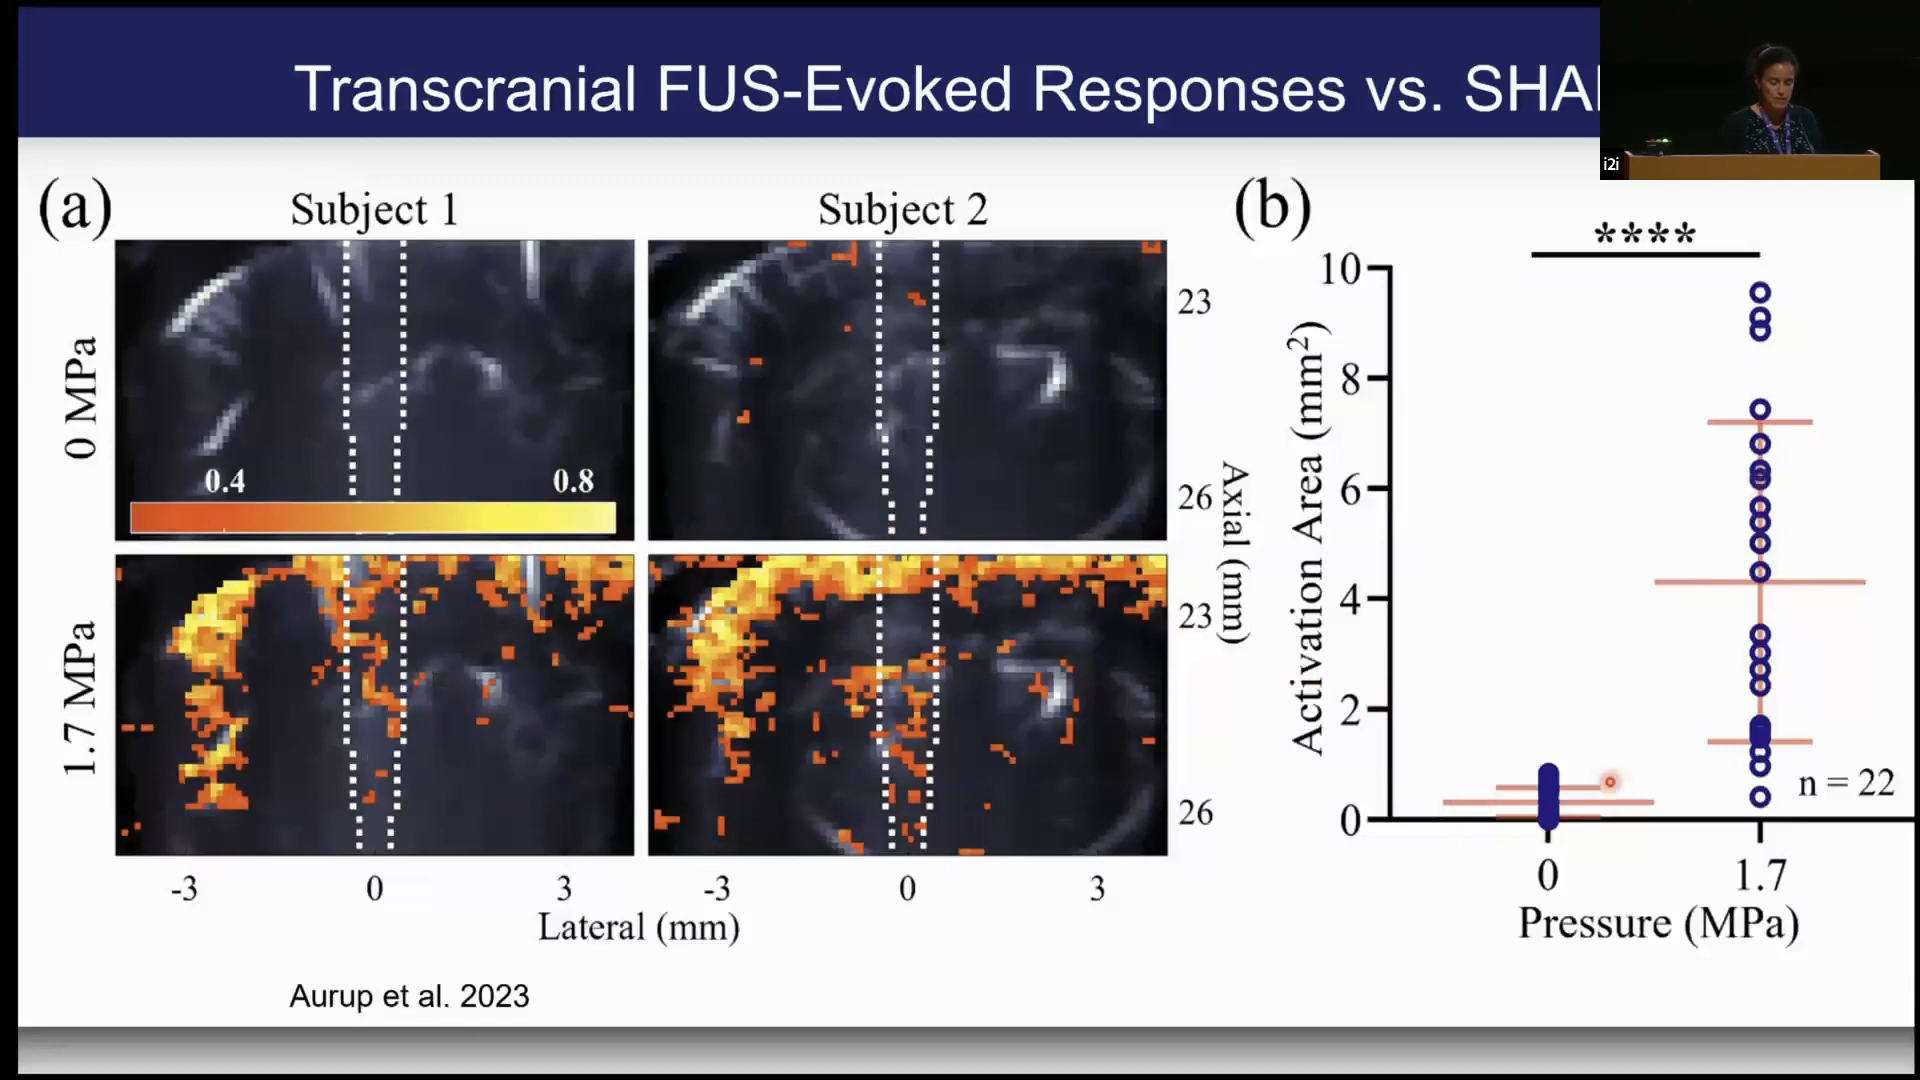 Transcranial FUS-Evoked Responses vs. SHA
i2i
(a)
Subject 1
Subject 2
0 MPa
0.4
0.8
1.7 MPa
23
26
23
26
Axial (mm)
-3
0
3
-3
0
3
Lateral (mm)
(b)
****
10
8
6
4
2
0
Activation Area (mm²)
n = 22
0
1.7
Pressure (MPa)
Aurup et al. 2023